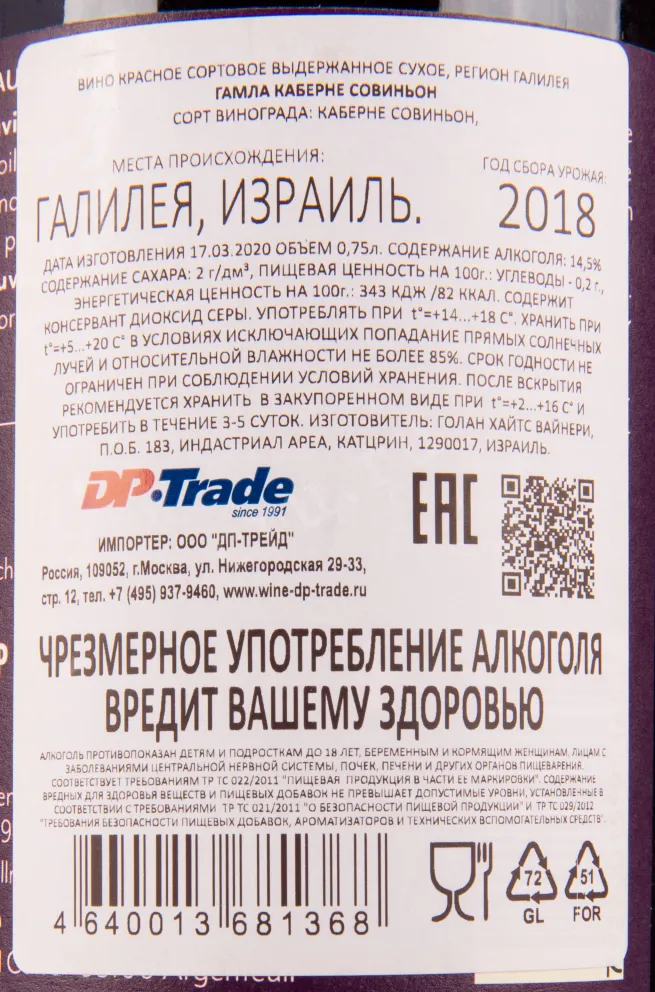 ВИНО КРАСНОЕ СОРТОВОЕ ВЫДЕРЖАННОЕ СУХОЕ, РЕГИОН ГАЛИЛЕЯ
ГАМЛА КАБЕРНЕ СОВИНЬОН
СОРТ ВИНОГРАДА: КАБЕРНЕ СОВИНЬОН,
МЕСТА ПРОИСХОЖДЕНИЯ:
ГАЛИЛЕЯ, ИЗРАИЛЬ.
ГОД СБОРА УРОЖАЯ:
2018
ДАТА ИЗГОТОВЛЕНИЯ 17.03.2020 ОБЪЕМ 0,75л. СОДЕРЖАНИЕ АЛКОГОЛЯ: 14,5%
СОДЕРЖАНИЕ САХАРА: 2 г/дм³, ПИЩЕВАЯ ЦЕННОСТЬ НА 100г.: УГЛЕВОДЫ - 0,2 г.,
ЭНЕРГЕТИЧЕСКАЯ ЦЕННОСТЬ НА 100г.: 343 КДЖ /82 ККАЛ. СОДЕРЖИТ
КОНСЕРВАНТ ДИОКСИД СЕРЫ. УПОТРЕБЛЯТЬ ПРИ t°=+14...+18 С°. ХРАНИТЬ ПРИ
t°=+5...+20 С° В УСЛОВИЯХ ИСКЛЮЧАЮЩИХ ПОПАДАНИЕ ПРЯМЫХ СОЛНЕЧНЫХ
ЛУЧЕЙ И ОТНОСИТЕЛЬНОЙ ВЛАЖНОСТИ НЕ БОЛЕЕ 85%. СРОК ГОДНОСТИ НЕ
ОГРАНИЧЕН ПРИ СОБЛЮДЕНИИ УСЛОВИЙ ХРАНЕНИЯ. ПОСЛЕ ВСКРЫТИЯ
РЕКОМЕНДУЕТСЯ ХРАНИТЬ В ЗАКУПОРЕННОМ ВИДЕ ПРИ t°=+2...+16 С° И
УПОТРЕБИТЬ В ТЕЧЕНИЕ 3-5 СУТОК. ИЗГОТОВИТЕЛЬ: ГОЛАН ХАЙТС ВАЙНЕРИ,
П.О.Б. 183, ИНДАСТРИАЛ АРЕА, КАТЦРИН, 1290017, ИЗРАИЛЬ.
DP.Trade
since 1991
EAC
ИМПОРТЕР: ООО "ДП-ТРЕЙД"
Россия, 109052, г.Москва, ул. Нижегородская 29-33,
стр. 12, тел. +7 (495) 937-9460, www.wine-dp-trade.ru
ЧРЕЗМЕРНОЕ УПОТРЕБЛЕНИЕ АЛКОГОЛЯ
ВРЕДИТ ВАШЕМУ ЗДОРОВЬЮ
АЛКОГОЛЬ ПРОТИВОПОКАЗАН ДЕТЯМ И ПОДРОСТКАМ ДО 18 ЛЕТ, БЕРЕМЕННЫМ И КОРМЯЩИМ ЖЕНЩИНАМ, ЛИЦАМ С
ЗАБОЛЕВАНИЯМИ ЦЕНТРАЛЬНОЙ НЕРВНОЙ СИСТЕМЫ, ПОЧЕК, ПЕЧЕНИ И ДРУГИХ ОРГАНОВ ПИЩЕВАРЕНИЯ.
СООТВЕТСТВУЕТ ТРЕБОВАНИЯМ ТР ТС 022/2011 "ПИЩЕВАЯ ПРОДУКЦИЯ В ЧАСТИ ЕЕ МАРКИРОВКИ". СОДЕРЖАНИЕ
ВРЕДНЫХ ДЛЯ ЗДОРОВЬЯ ВЕЩЕСТВ И ПИЩЕВЫХ ДОБАВОК НЕ ПРЕВЫШАЕТ ДОПУСТИМЫЕ УРОВНИ, УСТАНОВЛЕННЫЕ В
СООТВЕТСТВИИ С ТРЕБОВАНИЯМИ ТР ТС 021/2011 "О БЕЗОПАСНОСТИ ПИЩЕВОЙ ПРОДУКЦИИ" И ТР ТС 029/2012
"ТРЕБОВАНИЯ БЕЗОПАСНОСТИ ПИЩЕВЫХ ДОБАВОК, АРОМАТИЗАТОРОВ И ТЕХНИЧЕСКИХ ВСПОМОГАТЕЛЬНЫХ СРЕДСТВ".
4 640013 681368
72
GL
51
FOR